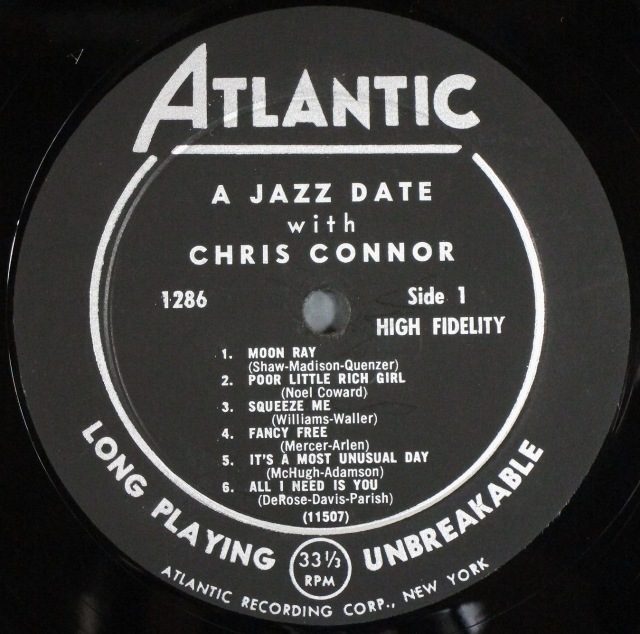 ATLANTIC
A JAZZ DATE
with
CHRIS CONNOR
1286
Side 1
HIGH FIDELITY
1. MOON RAY
(Shaw-Madison-Quenzer)
2. POOR LITTLE RICH GIRL
(Noel Coward)
3. SQUEEZE ME
(Williams-Waller)
4. FANCY FREE
(Mercer-Arlen)
5. IT'S A MOST UNUSUAL DAY
(McHugh-Adamson)
6. ALL I NEED IS YOU
(DeRose-Davis-Parish)
(11507)
LONG PLAYING 33 1/3 RPM UNBREAKABLE
ATLANTIC RECORDING CORP., NEW YORK